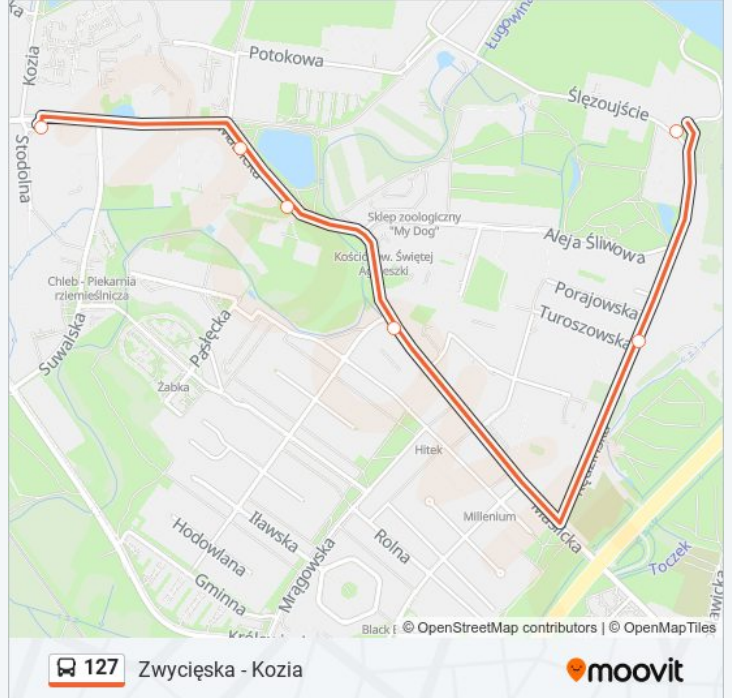 Kozia
Potokowa
Ługowina
Ślęzoujście
Stodolna
Sklep zoologiczny
"My Dog"
Aleja Śliwowa
Kościół św. Świętej
Agnieszki
Chleb - Piekarnia
rzemieślnicza
Porajowska
Turoszowska
Suwalska
Pasłęcka
Żabka
Hitek
Millenium
Maślicka
Iławska
Hodowlana
Rolna
Mrągowska
Gminna
Toczek
Black
© OpenStreetMap contributors | © OpenMapTiles
127 Zwycięska - Kozia
moovit